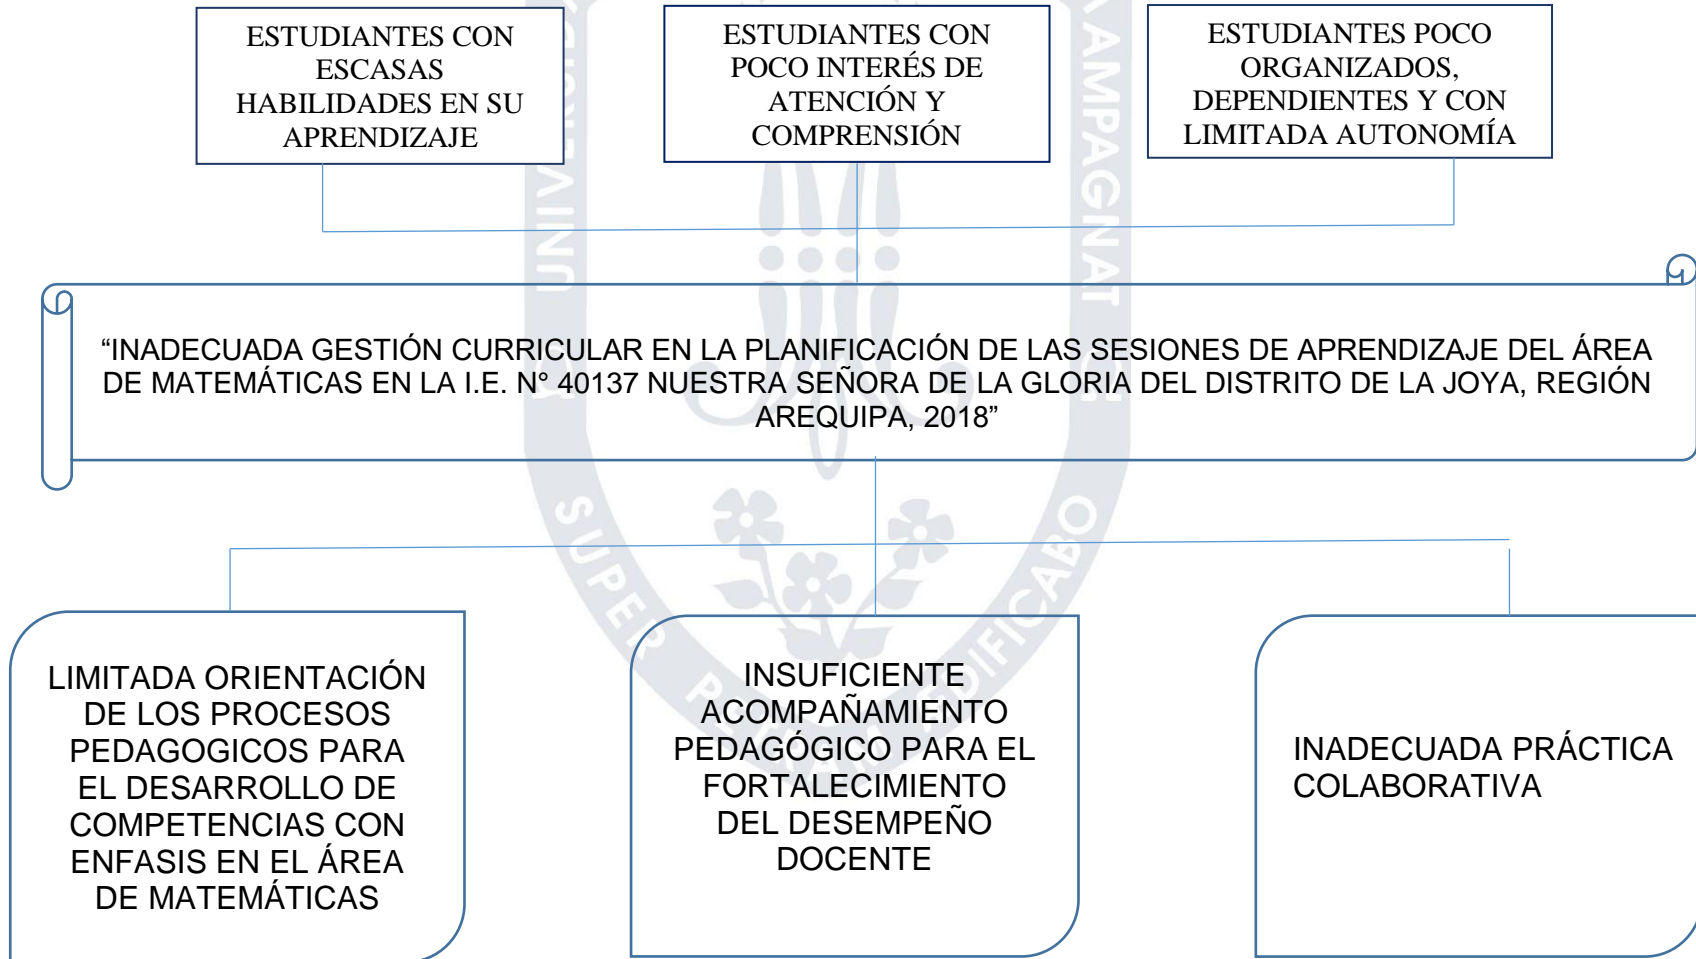 ESTUDIANTES CON
ESCASAS
HABILIDADES EN SU
APRENDIZAJE
ESTUDIANTES CON
POCO INTERÉS DE
ATENCIÓN Y
COMPRENSIÓN
ESTUDIANTES POCO
ORGANIZADOS,
DEPENDIENTES Y CON
LIMITADA AUTONOMÍA
“INADECUADA GESTIÓN CURRICULAR EN LA PLANIFICACIÓN DE LAS SESIONES DE APRENDIZAJE DEL ÁREA
DE MATEMÁTICAS EN LA I.E. N° 40137 NUESTRA SEÑORA DE LA GLORIA DEL DISTRITO DE LA JOYA, REGIÓN
AREQUIPA, 2018”
LIMITADA ORIENTACIÓN
DE LOS PROCESOS
PEDAGOGICOS PARA
EL DESARROLLO DE
COMPETENCIAS CON
ENFASIS EN EL ÁREA
DE MATEMÁTICAS
INSUFICIENTE
ACOMPAÑAMIENTO
PEDAGÓGICO PARA EL
FORTALECIMIENTO
DEL DESEMPEÑO
DOCENTE
INADECUADA PRÁCTICA
COLABORATIVA
SUPER EDIFICABO